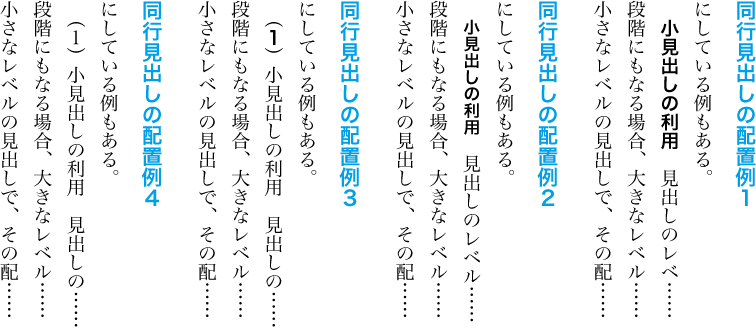 同行見出しの配置例1
にしている例もある。
小見出しの利用　見出しのレベ……
段階にもなる場合、大きなレベル……
小さなレベルの見出しで、その配……
同行見出しの配置例2
にしている例もある。
小見出しの利用　見出しのレベル……
段階にもなる場合、大きなレベル……
小さなレベルの見出しで、その配……
同行見出しの配置例3
にしている例もある。
（1）小見出しの利用　見出しの……
段階にもなる場合、大きなレベル……
小さなレベルの見出しで、その配……
同行見出しの配置例4
にしている例もある。
（1）小見出しの利用　見出しの……
段階にもなる場合、大きなレベル……
小さなレベルの見出しで、その配……